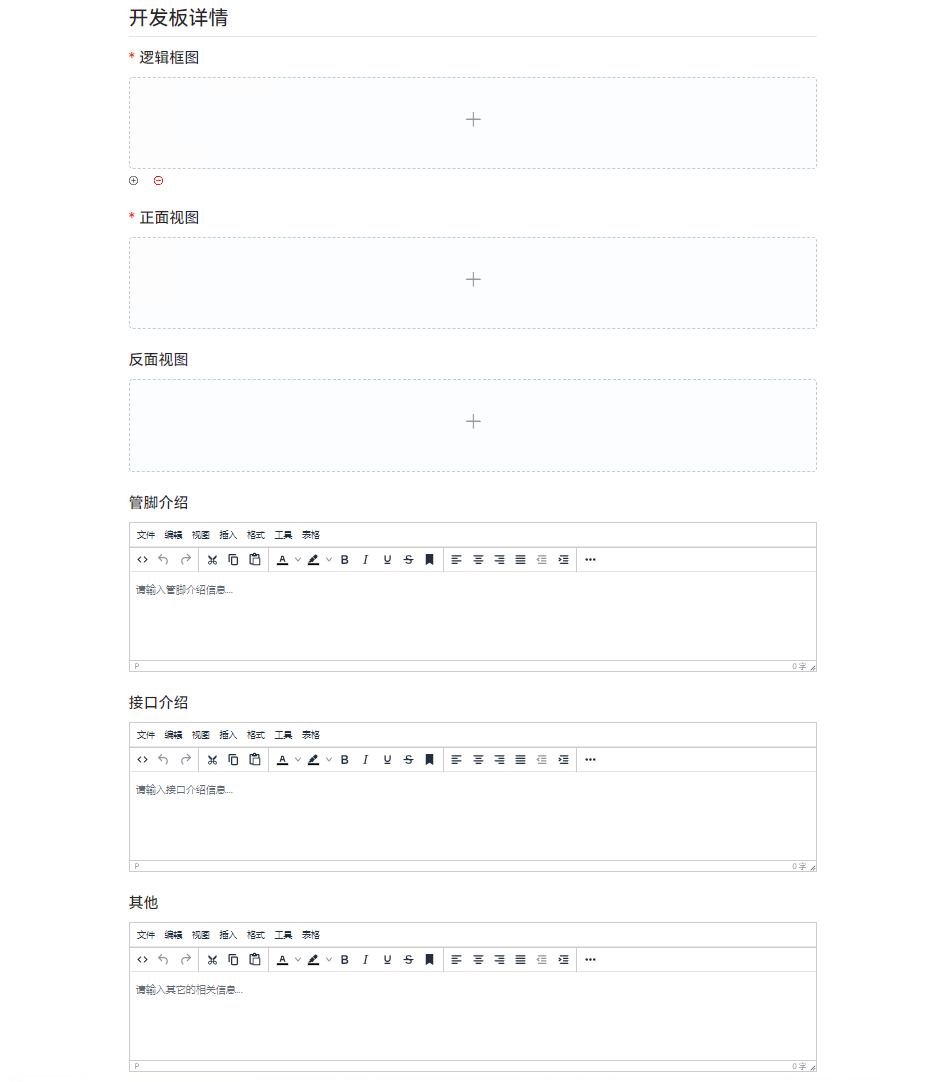 开发板详情
* 逻辑框图
* 正面视图
反面视图
管脚介绍
文件 编辑 视图 插入 格式 工具 表格
A B I U S
请输入管脚介绍信息...
P 0 字
接口介绍
文件 编辑 视图 插入 格式 工具 表格
A B I U S
请输入接口介绍信息...
P 0 字
其他
文件 编辑 视图 插入 格式 工具 表格
A B I U S
请输入其它的相关信息...
P 0 字